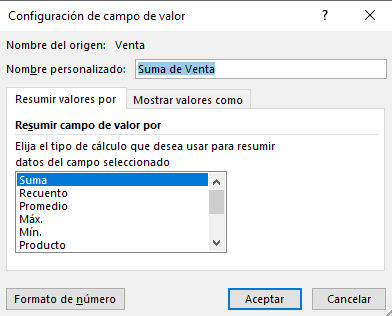 Configuración de campo de valor
Nombre del origen: Venta
Nombre personalizado: Suma de Venta
Resumir valores por Mostrar valores como
Resumir campo de valor por
Elija el tipo de cálculo que desea usar para resumir
datos del campo seleccionado
Suma
Recuento
Promedio
Máx.
Mín.
Producto
Formato de número Aceptar Cancelar